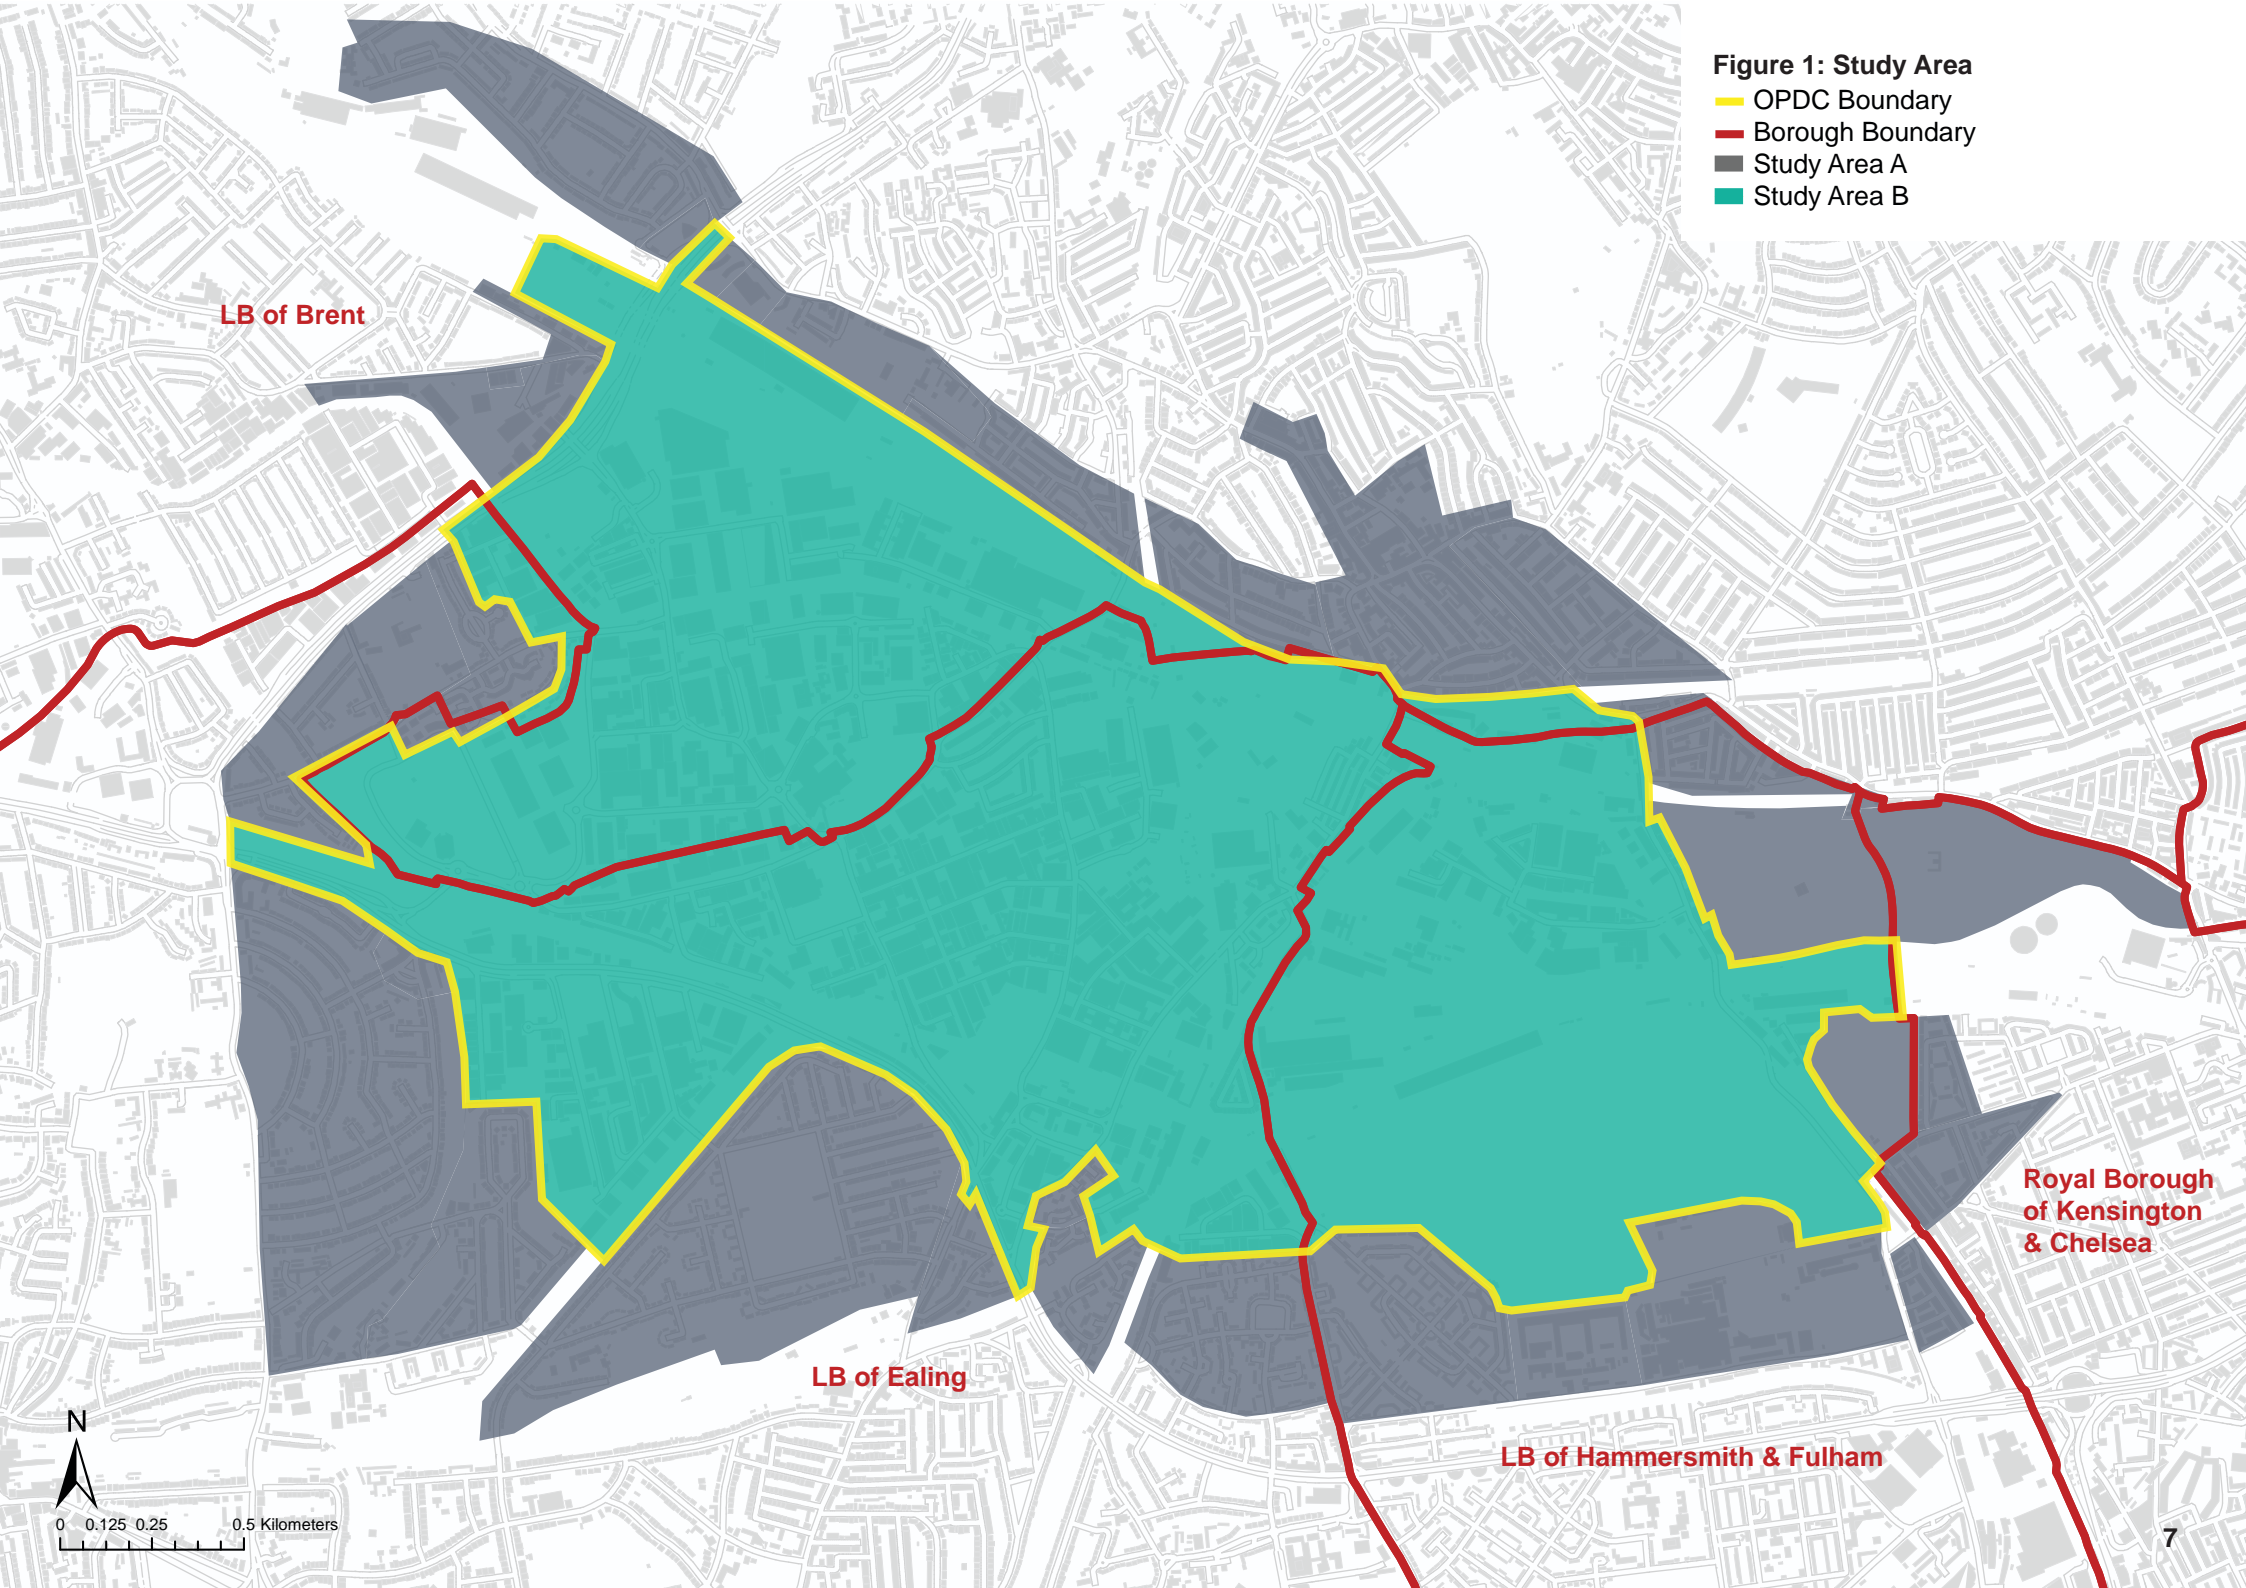 Figure 1: Study Area
OPDC Boundary
Borough Boundary
Study Area A
Study Area B
LB of Brent
Royal Borough
of Kensington
& Chelsea
LB of Ealing
LB of Hammersmith & Fulham
N
0 0.125 0.25 0.5 Kilometers
7